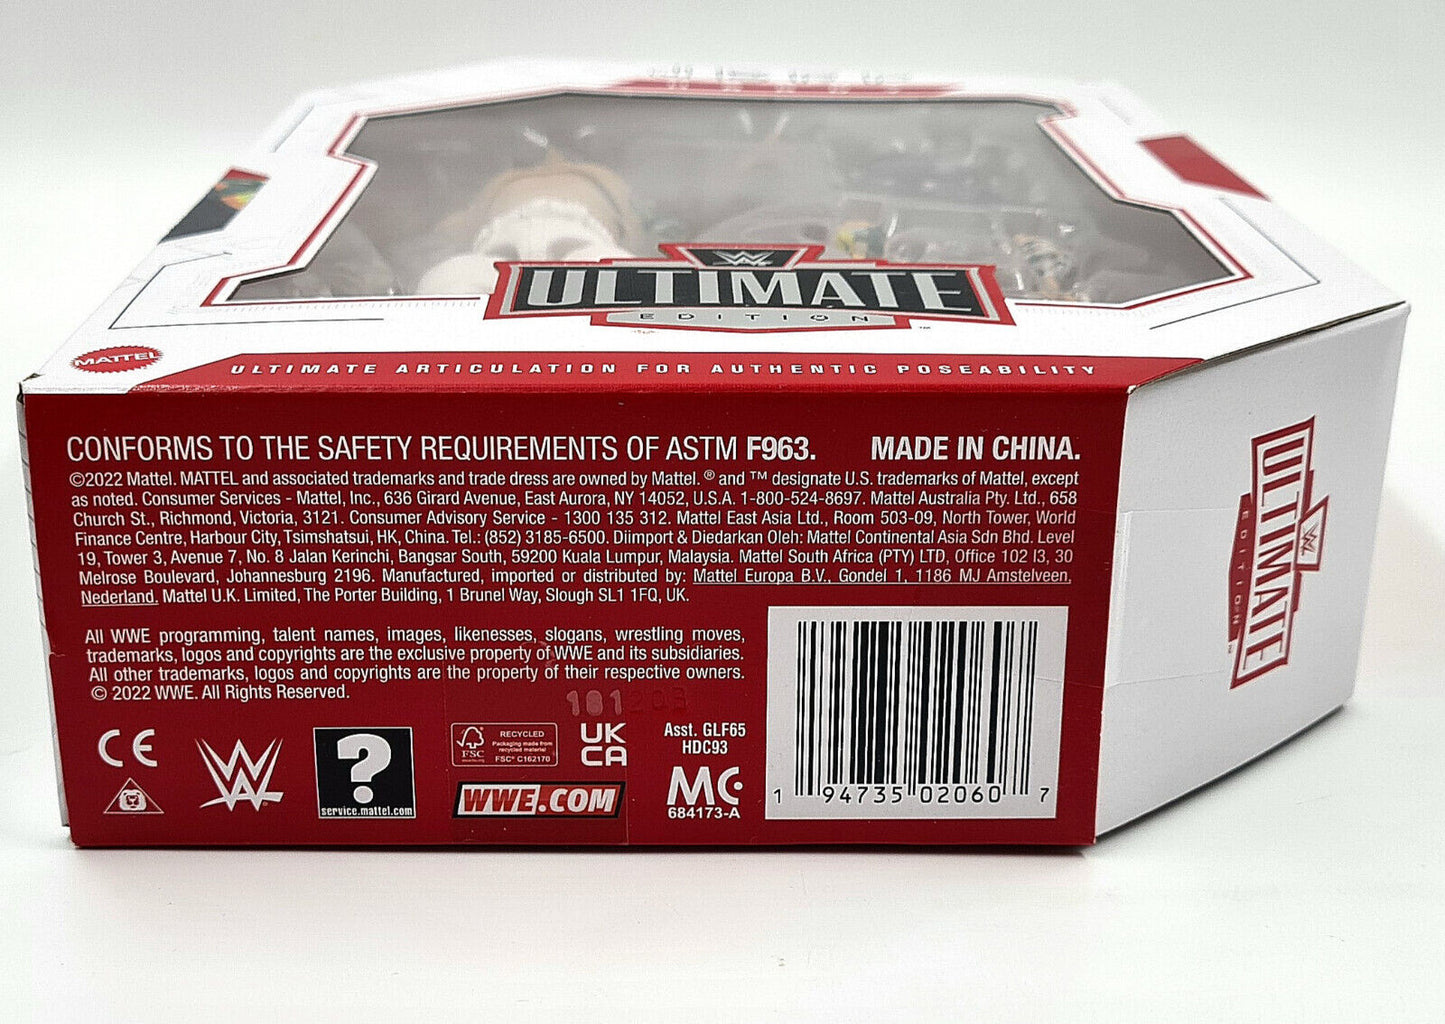 W
ULTIMATE
EDITION
™
MATTEL
ULTIMATE ARTICULATION FOR AUTHENTIC POSEABILITY
CONFORMS TO THE SAFETY REQUIREMENTS OF ASTM F963. MADE IN CHINA.
©2022 Mattel. MATTEL and associated trademarks and trade dress are owned by Mattel. ® and ™ designate U.S. trademarks of Mattel, except
as noted. Consumer Services - Mattel, Inc., 636 Girard Avenue, East Aurora, NY 14052, U.S.A. 1-800-524-8697. Mattel Australia Pty. Ltd., 658
Church St., Richmond, Victoria, 3121. Consumer Advisory Service - 1300 135 312. Mattel East Asia Ltd., Room 503-09, North Tower, World
Finance Centre, Harbour City, Tsimshatsui, HK, China. Tel.: (852) 3185-6500. Diimport & Diedarkan Oleh: Mattel Continental Asia Sdn Bhd. Level
19, Tower 3, Avenue 7, No. 8 Jalan Kerinchi, Bangsar South, 59200 Kuala Lumpur, Malaysia. Mattel South Africa (PTY) LTD, Office 102 I3, 30
Melrose Boulevard, Johannesburg 2196. Manufactured, imported or distributed by: Mattel Europa B.V., Gondel 1, 1186 MJ Amstelveen,
Nederland. Mattel U.K. Limited, The Porter Building, 1 Brunel Way, Slough SL1 1FQ, UK.
All WWE programming, talent names, images, likenesses, slogans, wrestling moves,
trademarks, logos and copyrights are the exclusive property of WWE and its subsidiaries.
All other trademarks, logos and copyrights are the property of their respective owners.
© 2022 WWE. All Rights Reserved.
CE
W
?
service.mattel.com
FSC
RECYCLED
Packaging made from
recycled material
FSC® C162170
WWE.COM
UK
CA
Asst. GLF65
HDC93
MC
684173-A
1 94735 02060 7
W
ULTIMATE
EDITION